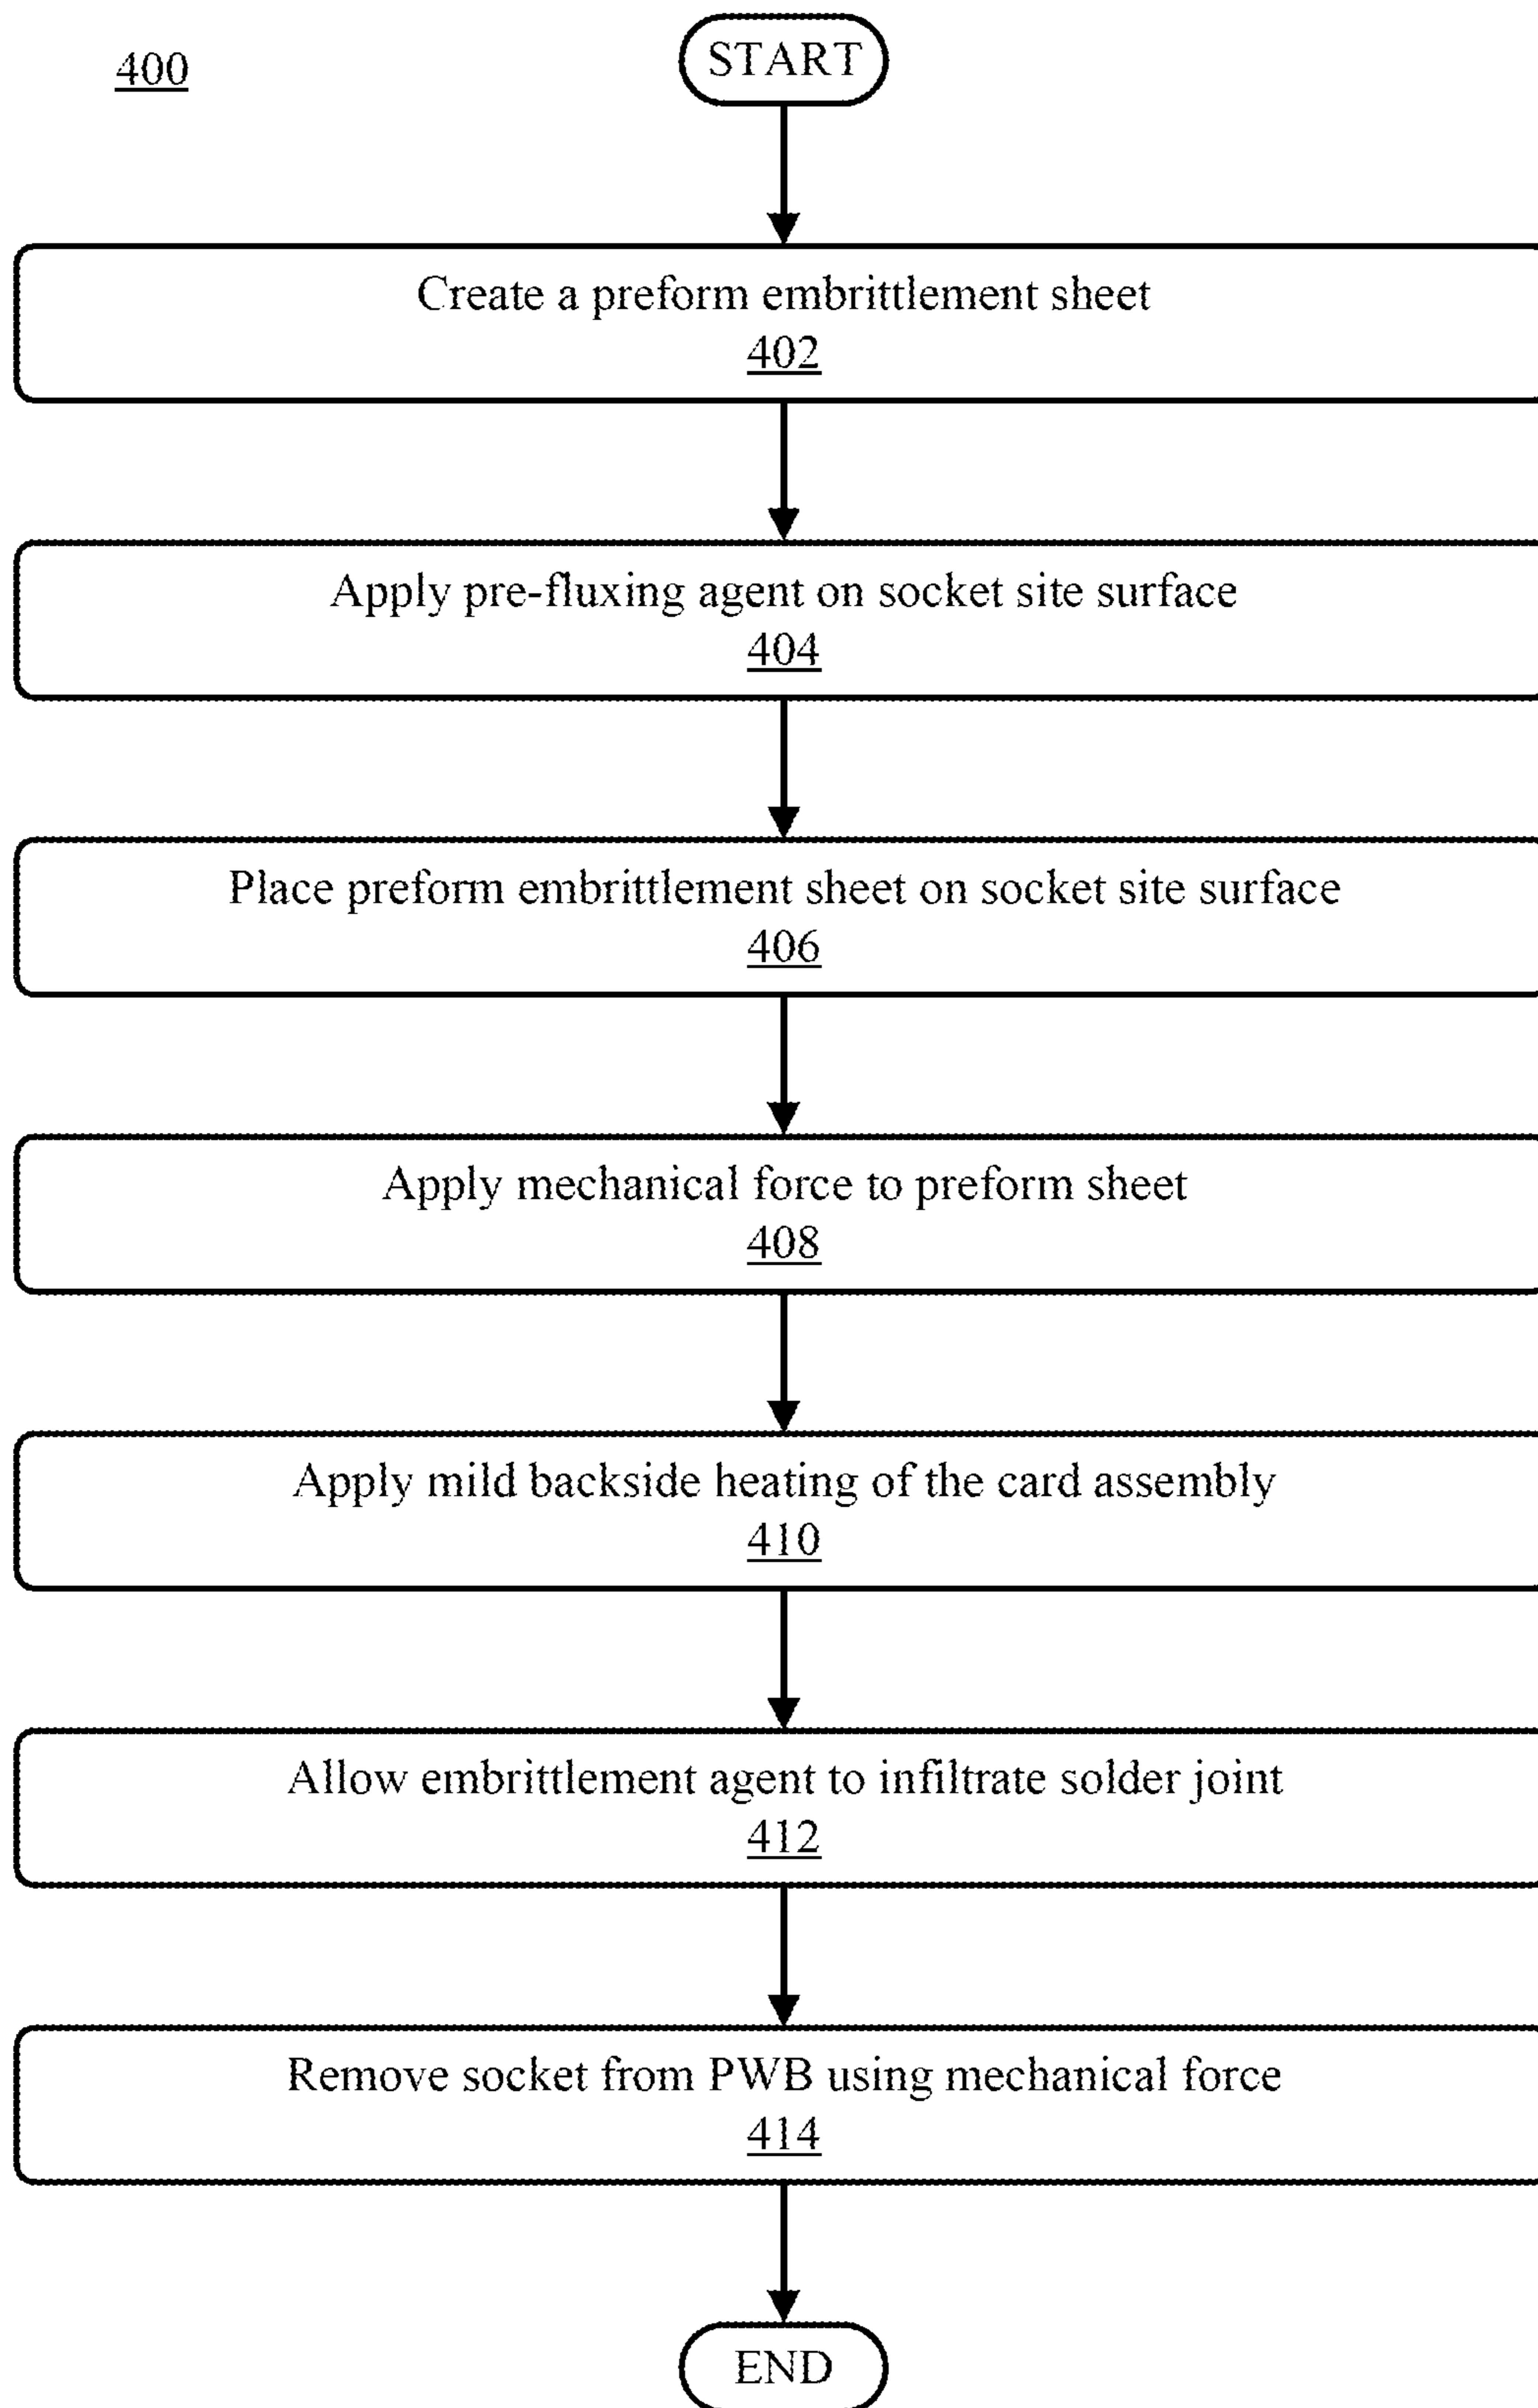 400
START
Create a preform embrittlement sheet
402
Apply pre-fluxing agent on socket site surface
404
Place preform embrittlement sheet on socket site surface
406
Apply mechanical force to preform sheet
408
Apply mild backside heating of the card assembly
410
Allow embrittlement agent to infiltrate solder joint
412
Remove socket from PWB using mechanical force
414
END